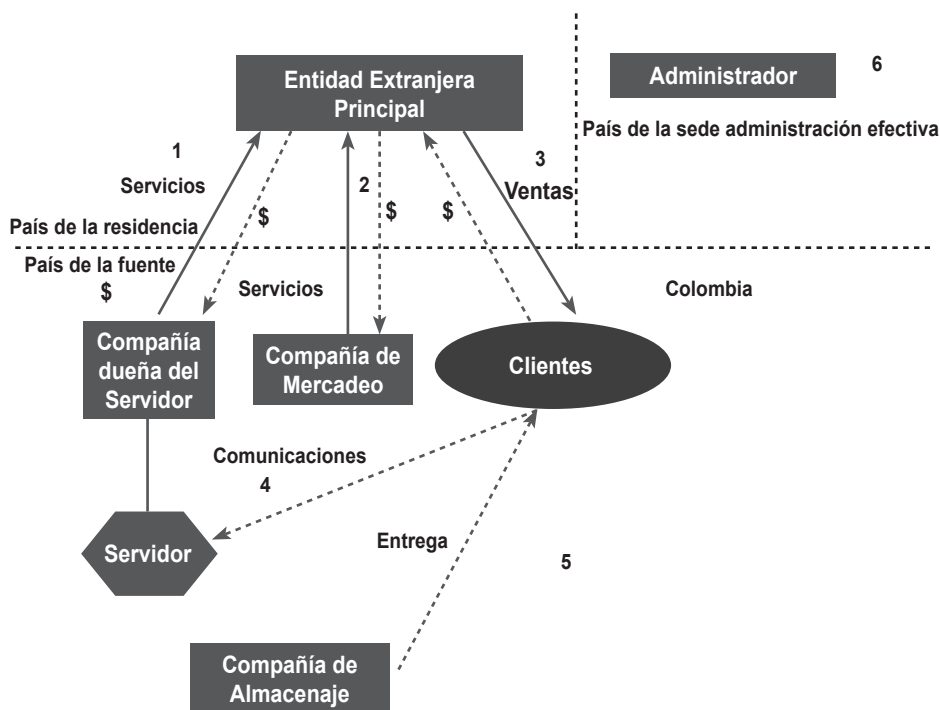 Entidad Extranjera
Principal
Administrador
6
País de la sede administración efectiva
1
Servicios
2
3
Ventas
$
$
$
País de la residencia
País de la fuente
$
Servicios
Colombia
Compañía
dueña del
Servidor
Compañía de
Mercadeo
Clientes
Comunicaciones
4
Servidor
Entrega
5
Compañía de
Almacenaje